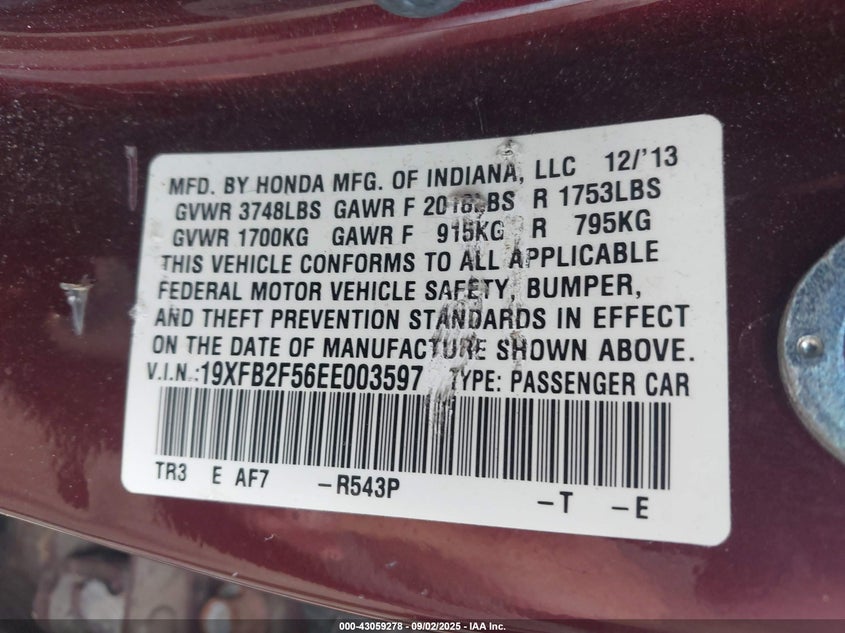 MFD. BY HONDA MFG. OF INDIANA, LLC 12/'13
GVWR 3748LBS GAWR F 2018LBS R 1753LBS
GVWR 1700KG GAWR F 915KG R 795KG
THIS VEHICLE CONFORMS TO ALL APPLICABLE
FEDERAL MOTOR VEHICLE SAFETY, BUMPER,
AND THEFT PREVENTION STANDARDS IN EFFECT
ON THE DATE OF MANUFACTURE SHOWN ABOVE.
V.I.N.:19XFB2F56EE003597 TYPE: PASSENGER CAR
TR3 E AF7 -R543P -T -E
000-43059278 - 09/02/2025 - IAA Inc.